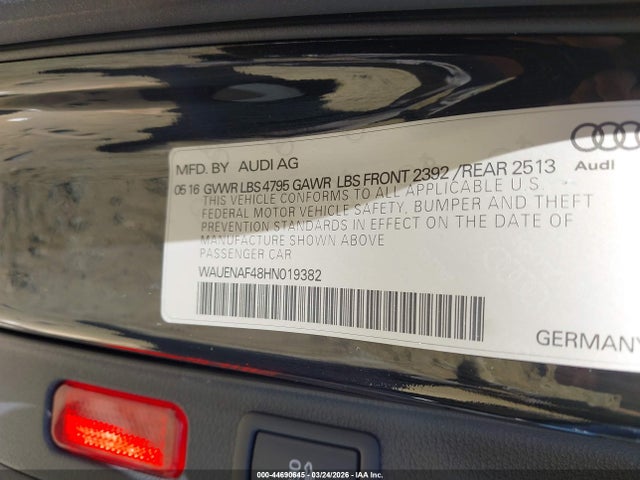 MFD. BY AUDI AG
Audi
05 16 GVWR LBS 4795 GAWR LBS FRONT 2392 /REAR 2513
THIS VEHICLE CONFORMS TO ALL APPLICABLE U.S.
FEDERAL MOTOR VEHICLE SAFETY, BUMPER AND THEFT
PREVENTION STANDARDS IN EFFECT ON THE DATE OF
MANUFACTURE SHOWN ABOVE
PASSENGER CAR
WAUENAF48HN019382
GERMANY
000-44690645 - 03/24/2026 - ©IAA, Inc.